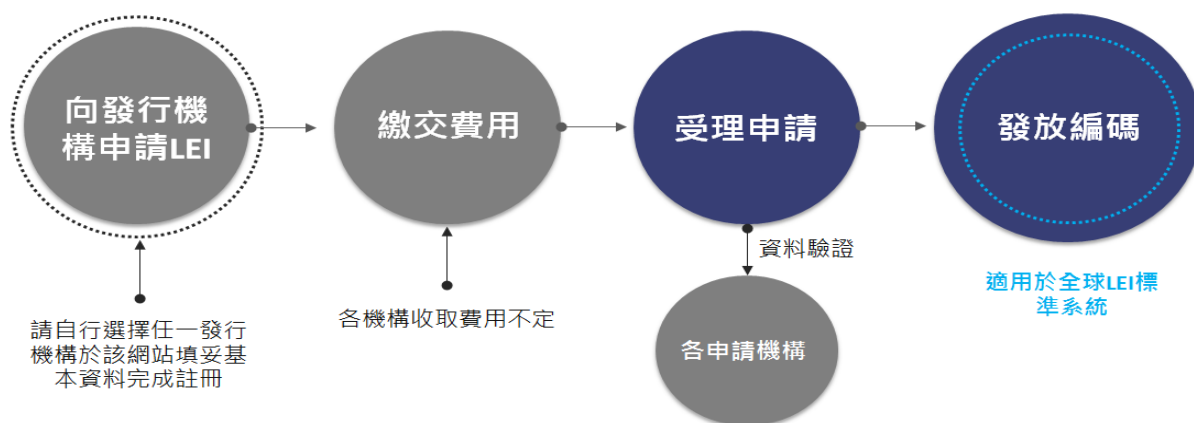 向發行機
構申請LEI
繳交費用
受理申請
發放編碼
資料驗證
請自行選擇任一發行
機構於該網站填妥基
本資料完成註冊
各機構收取費用不定
各申請機構
適用於全球LEI標
準系統